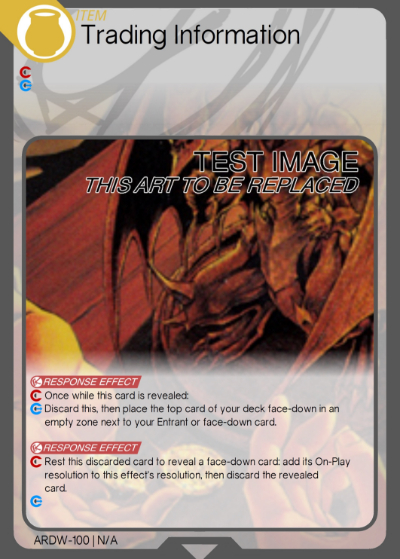 ITEM
Trading Information
TEST IMAGE
THIS ART TO BE REPLACED
RESPONSE EFFECT
Once while this card is revealed:
Discard this, then place the top card of your deck face-down in an
empty zone next to your Entrant or face-down card.
RESPONSE EFFECT
Rest this discarded card to reveal a face-down card: add its On-Play
resolution to this effect's resolution, then discard the revealed
card.
ARDW-100 | N/A